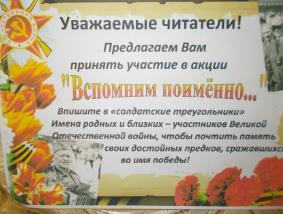 Уважаемые читатели!
Предлагаем Вам
принять участие в акции
"Вспомним поимённо..."
Впишите в «солдатские треугольники»
Имена родных и близких – участников Великой
Отечественной войны, чтобы почтить память
своих достойных предков, сражавшихся
во имя победы!